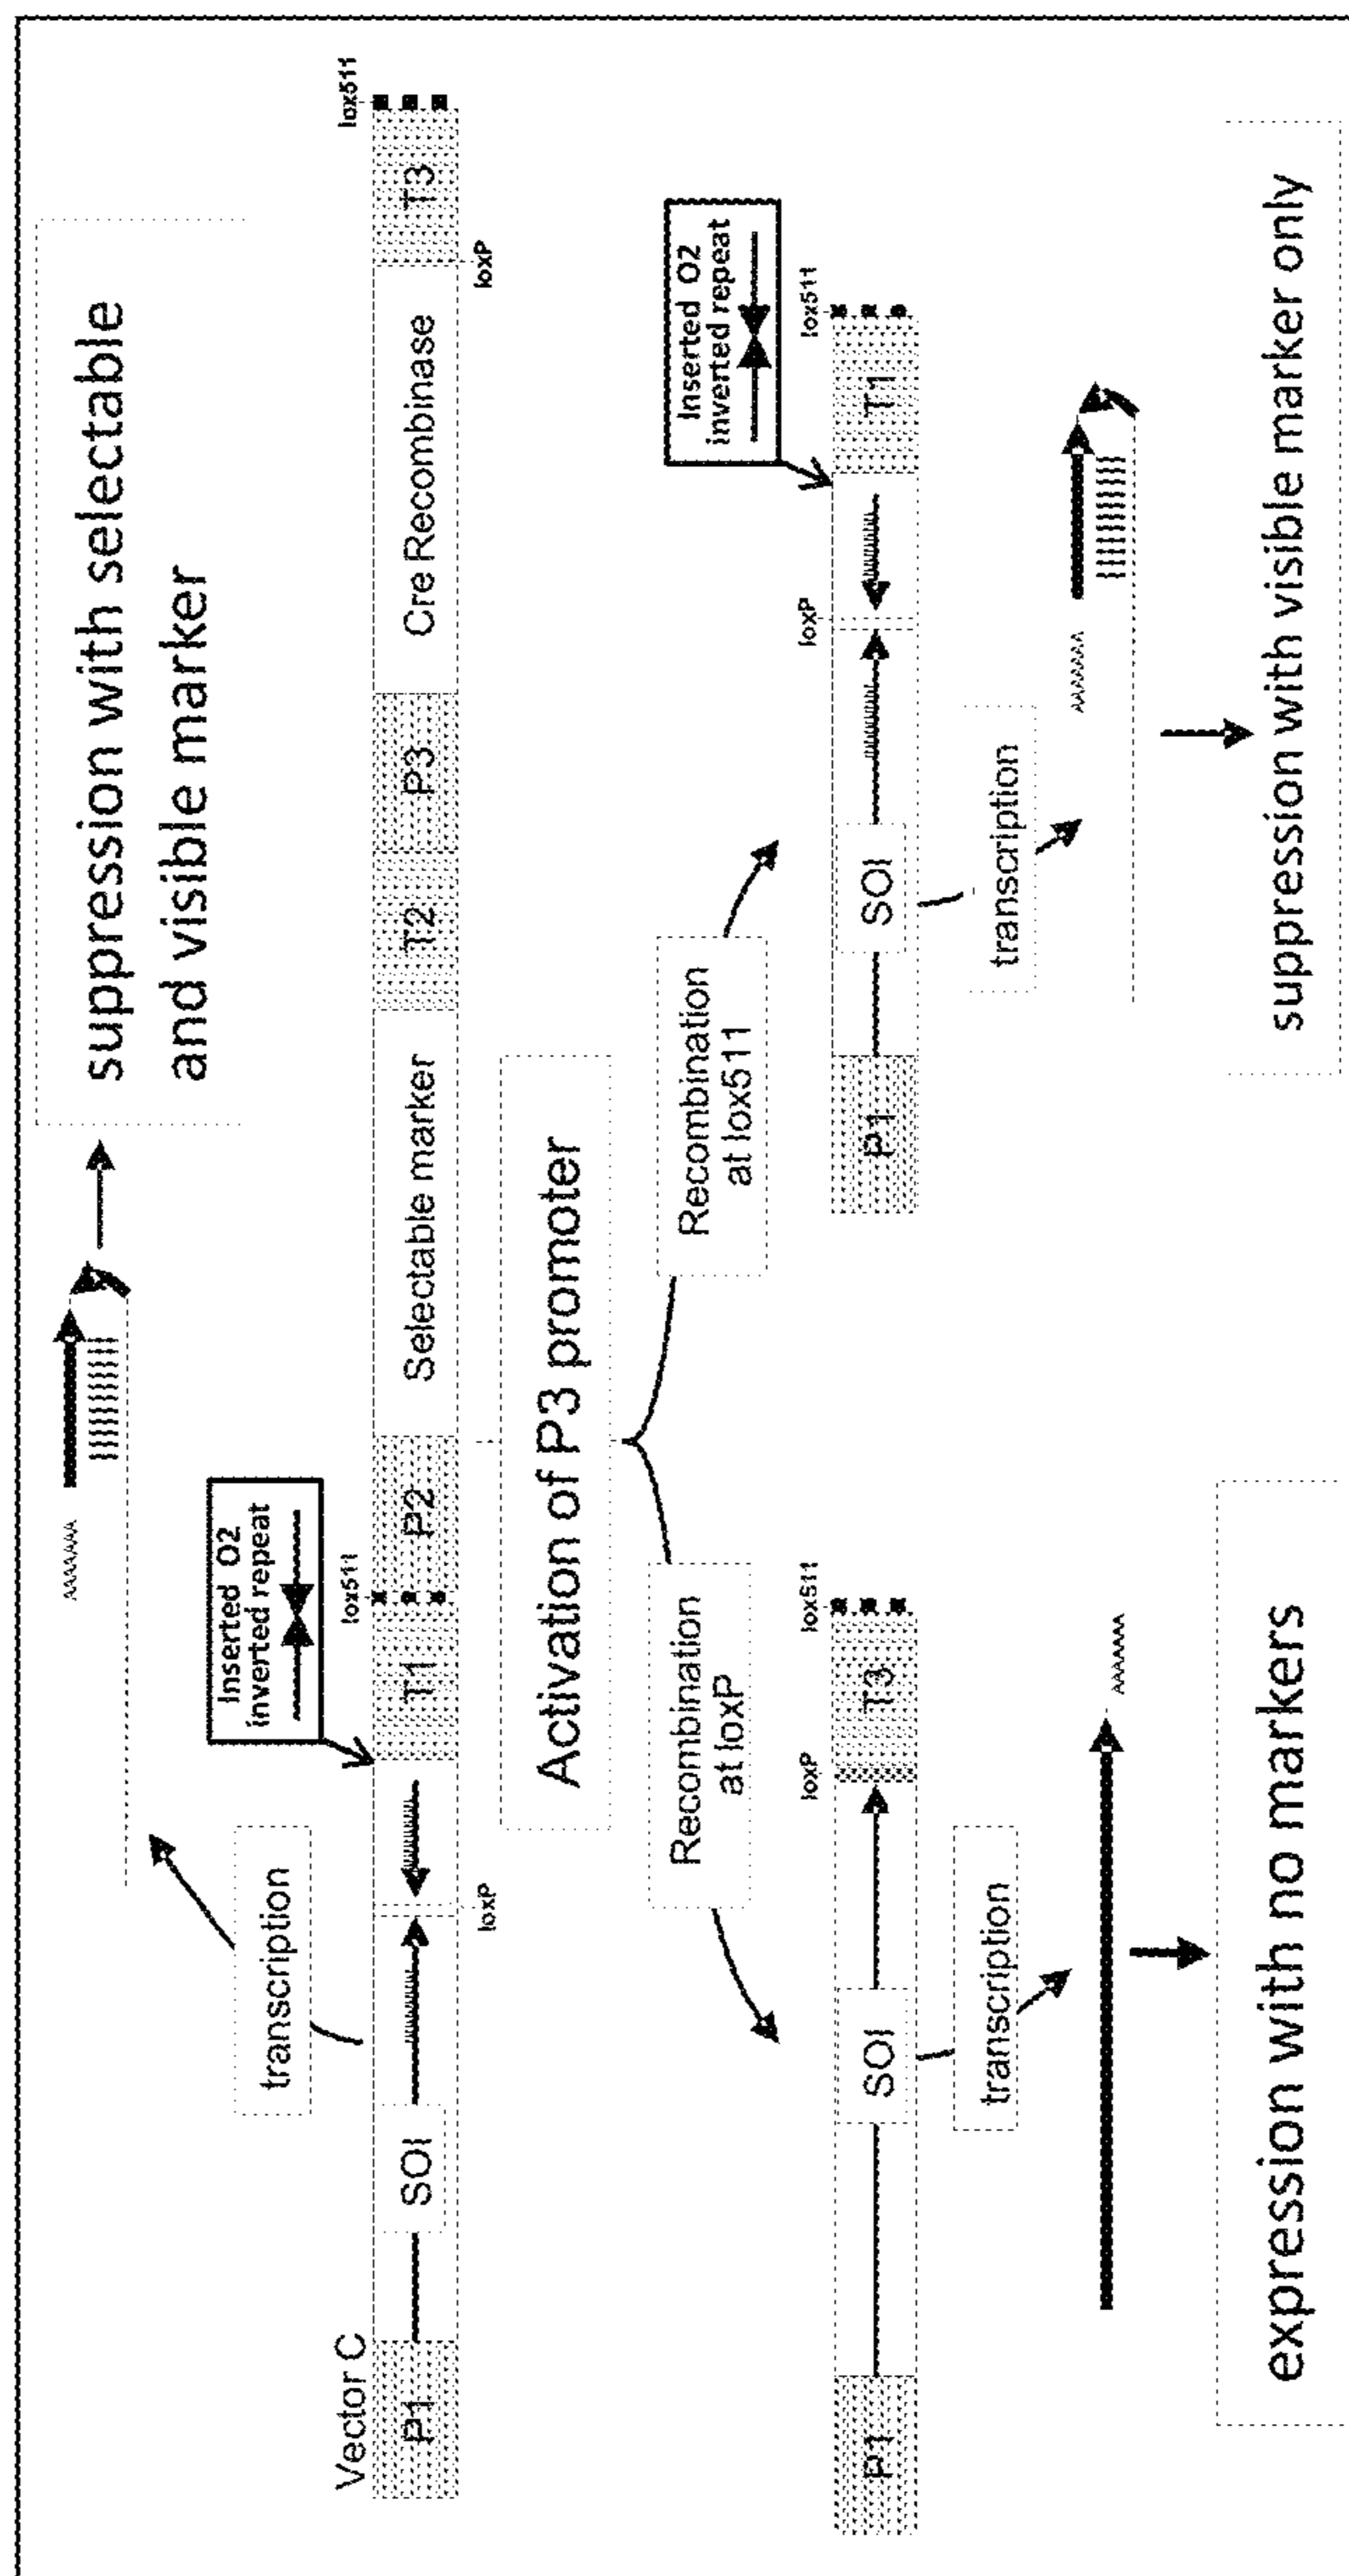 AAAAAAA
suppression with selectable
and visible marker
transcription
Inserted O2
inverted repeat
Vector C
lox511
lox511
P1
SOI
T1
P2
Selectable marker
T2
P3
Cre Recombinase
T3
loxP
loxP
Activation of P3 promoter
Recombination
at loxP
Recombination
at lox511
Inserted O2
inverted repeat
loxP
lox511
P1
SOI
T3
loxP
lox511
P1
SOI
T1
transcription
transcription
AAAAAA
AAAAAAA
expression with no markers
suppression with visible marker only